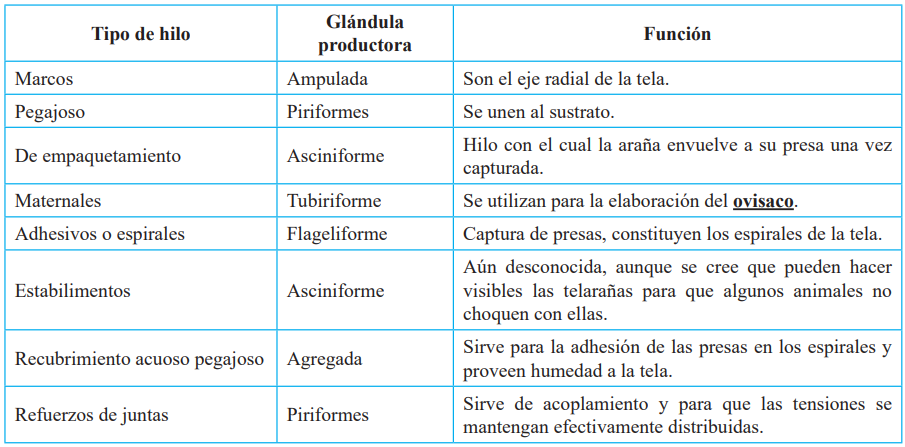 Tipo de hilo
Glándula
productora
Función
Marcos
Ampulada
Son el eje radial de la tela.
Pegajoso
Piriformes
Se unen al sustrato.
De empaquetamiento
Asciniforme
Hilo con el cual la araña envuelve a su presa una vez
capturada.
Maternales
Tubiriforme
Se utilizan para la elaboración del ovisaco.
Adhesivos o espirales
Flageliforme
Captura de presas, constituyen los espirales de la tela.
Estabilimentos
Asciniforme
Aún desconocida, aunque se cree que pueden hacer
visibles las telarañas para que algunos animales no
choquen con ellas.
Recubrimiento acuoso pegajoso
Agregada
Sirve para la adhesión de las presas en los espirales y
proveen humedad a la tela.
Refuerzos de juntas
Piriformes
Sirve de acoplamiento y para que las tensiones se
mantengan efectivamente distribuidas.